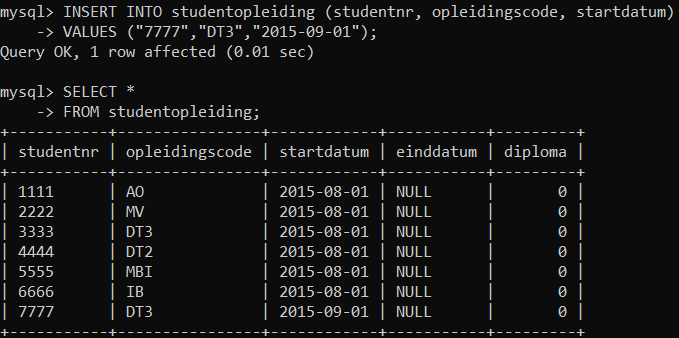 mysql> INSERT INTO studentopleiding (studentnr, opleidingscode, startdatum)
    -> VALUES ("7777","DT3","2015-09-01");
Query OK, 1 row affected (0.01 sec)

mysql> SELECT *
    -> FROM studentopleiding;
+-----------+----------------+------------+-----------+---------+
| studentnr | opleidingscode | startdatum | einddatum | diploma |
+-----------+----------------+------------+-----------+---------+
| 1111      | AO             | 2015-08-01 | NULL      |       0 |
| 2222      | MV             | 2015-08-01 | NULL      |       0 |
| 3333      | DT3            | 2015-08-01 | NULL      |       0 |
| 4444      | DT2            | 2015-08-01 | NULL      |       0 |
| 5555      | MBI            | 2015-08-01 | NULL      |       0 |
| 6666      | IB             | 2015-08-01 | NULL      |       0 |
| 7777      | DT3            | 2015-09-01 | NULL      |       0 |
+-----------+----------------+------------+-----------+---------+